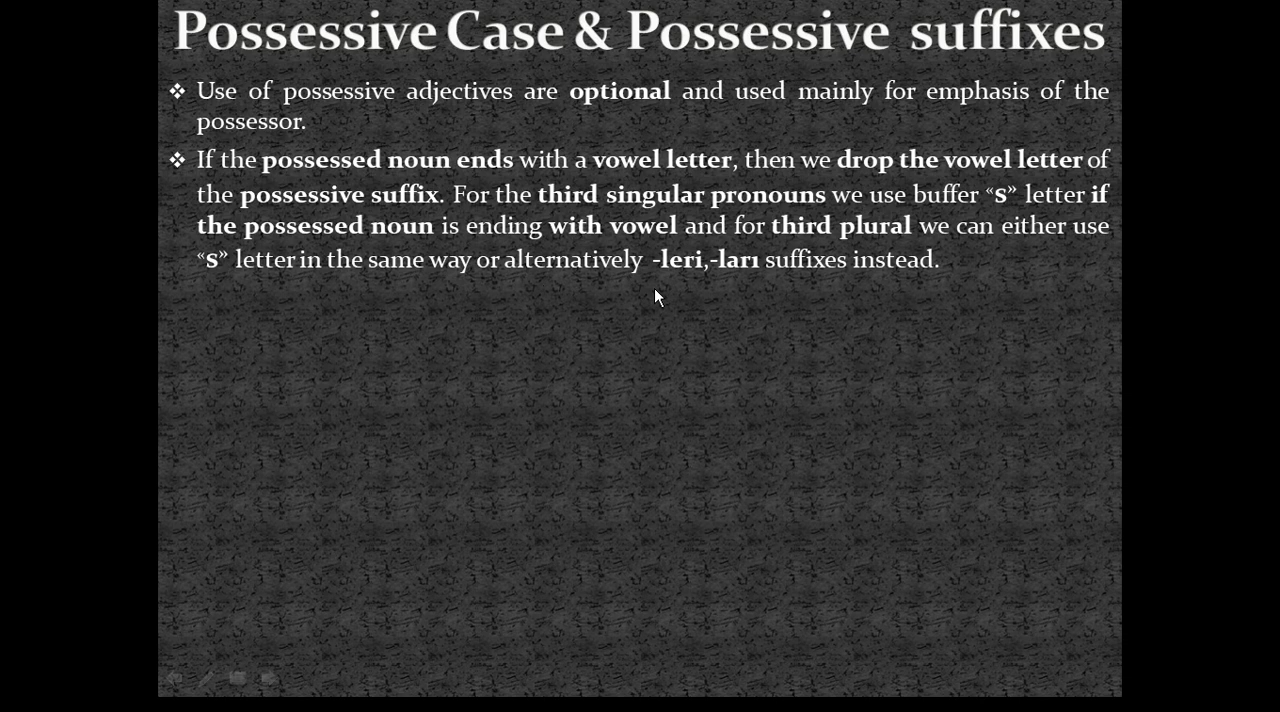 Possessive Case & Possessive suffixes
❖ Use of possessive adjectives are optional and used mainly for emphasis of the
possessor.
❖ If the possessed noun ends with a vowel letter, then we drop the vowel letter of
the possessive suffix. For the third singular pronouns we use buffer «s» letter if
the possessed noun is ending with vowel and for third plural we can either use
«s» letter in the same way or alternatively -leri,-ları suffixes instead.